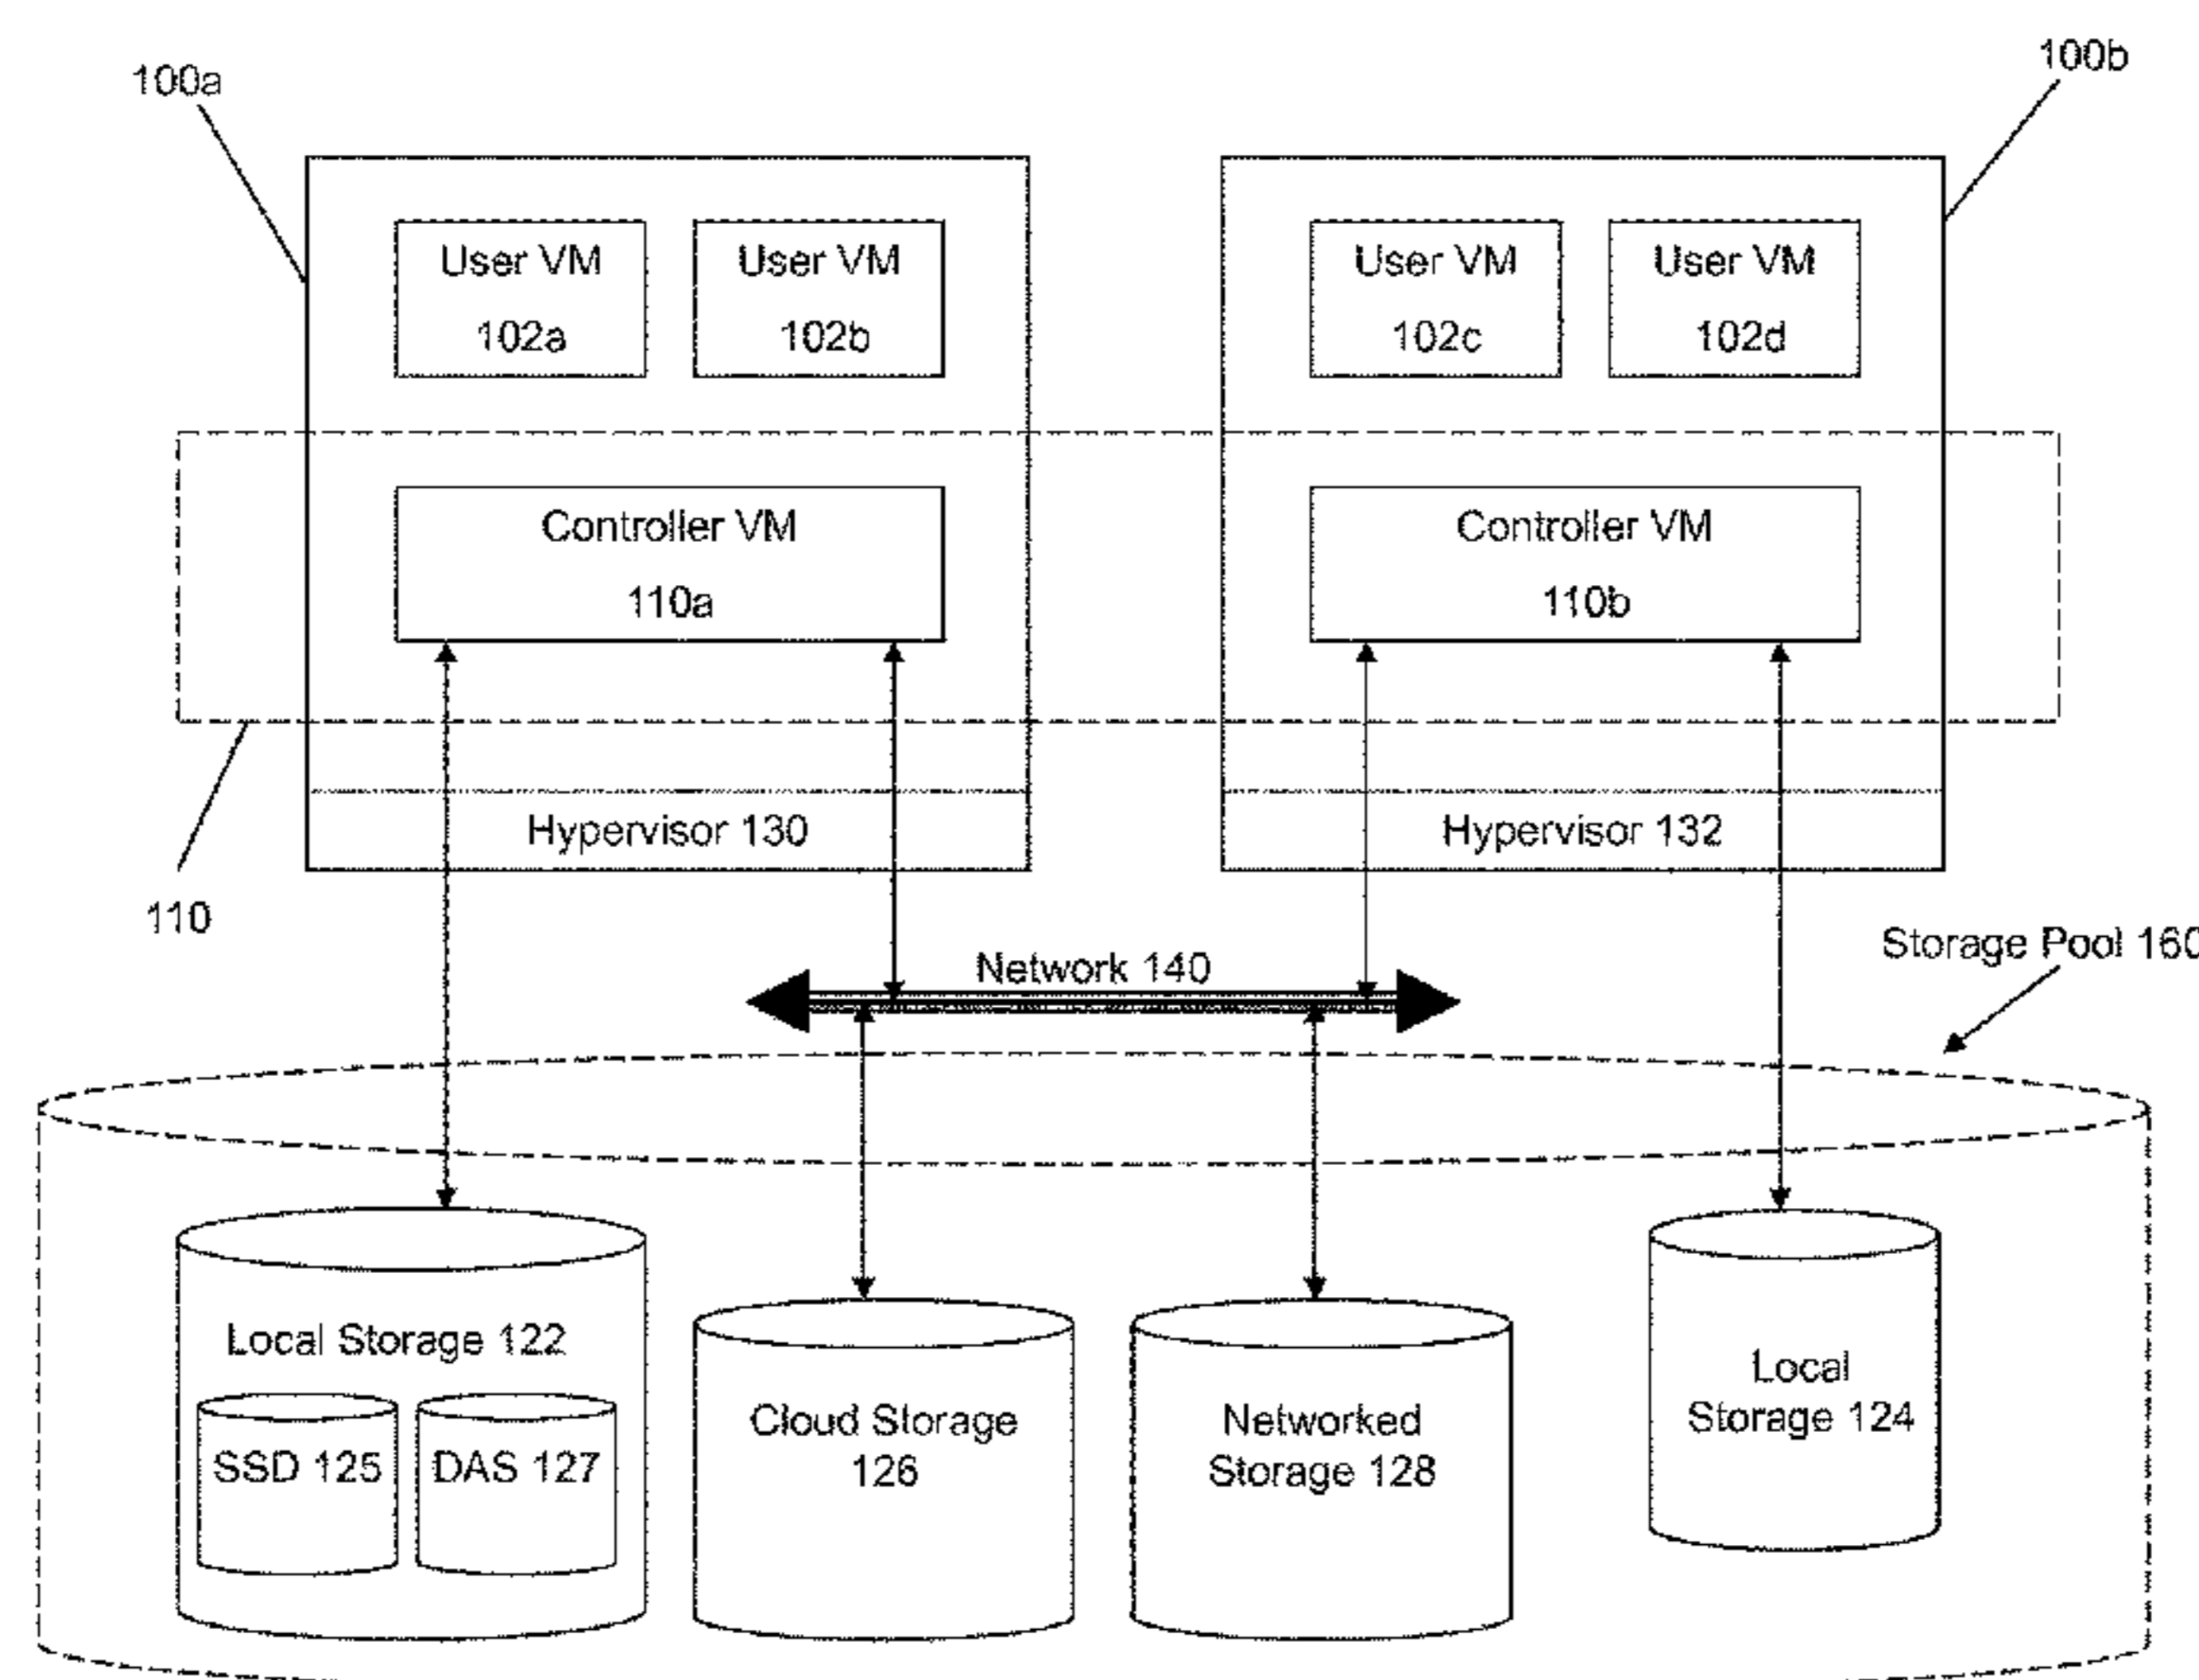 100a
100b
User VM
102a
User VM
102b
User VM
102c
User VM
102d
Controller VM
110a
Controller VM
110b
Hypervisor 130
Hypervisor 132
110
Network 140
Storage Pool 160
Local Storage 122
SSD 125
DAS 127
Cloud Storage
126
Networked
Storage 128
Local
Storage 124